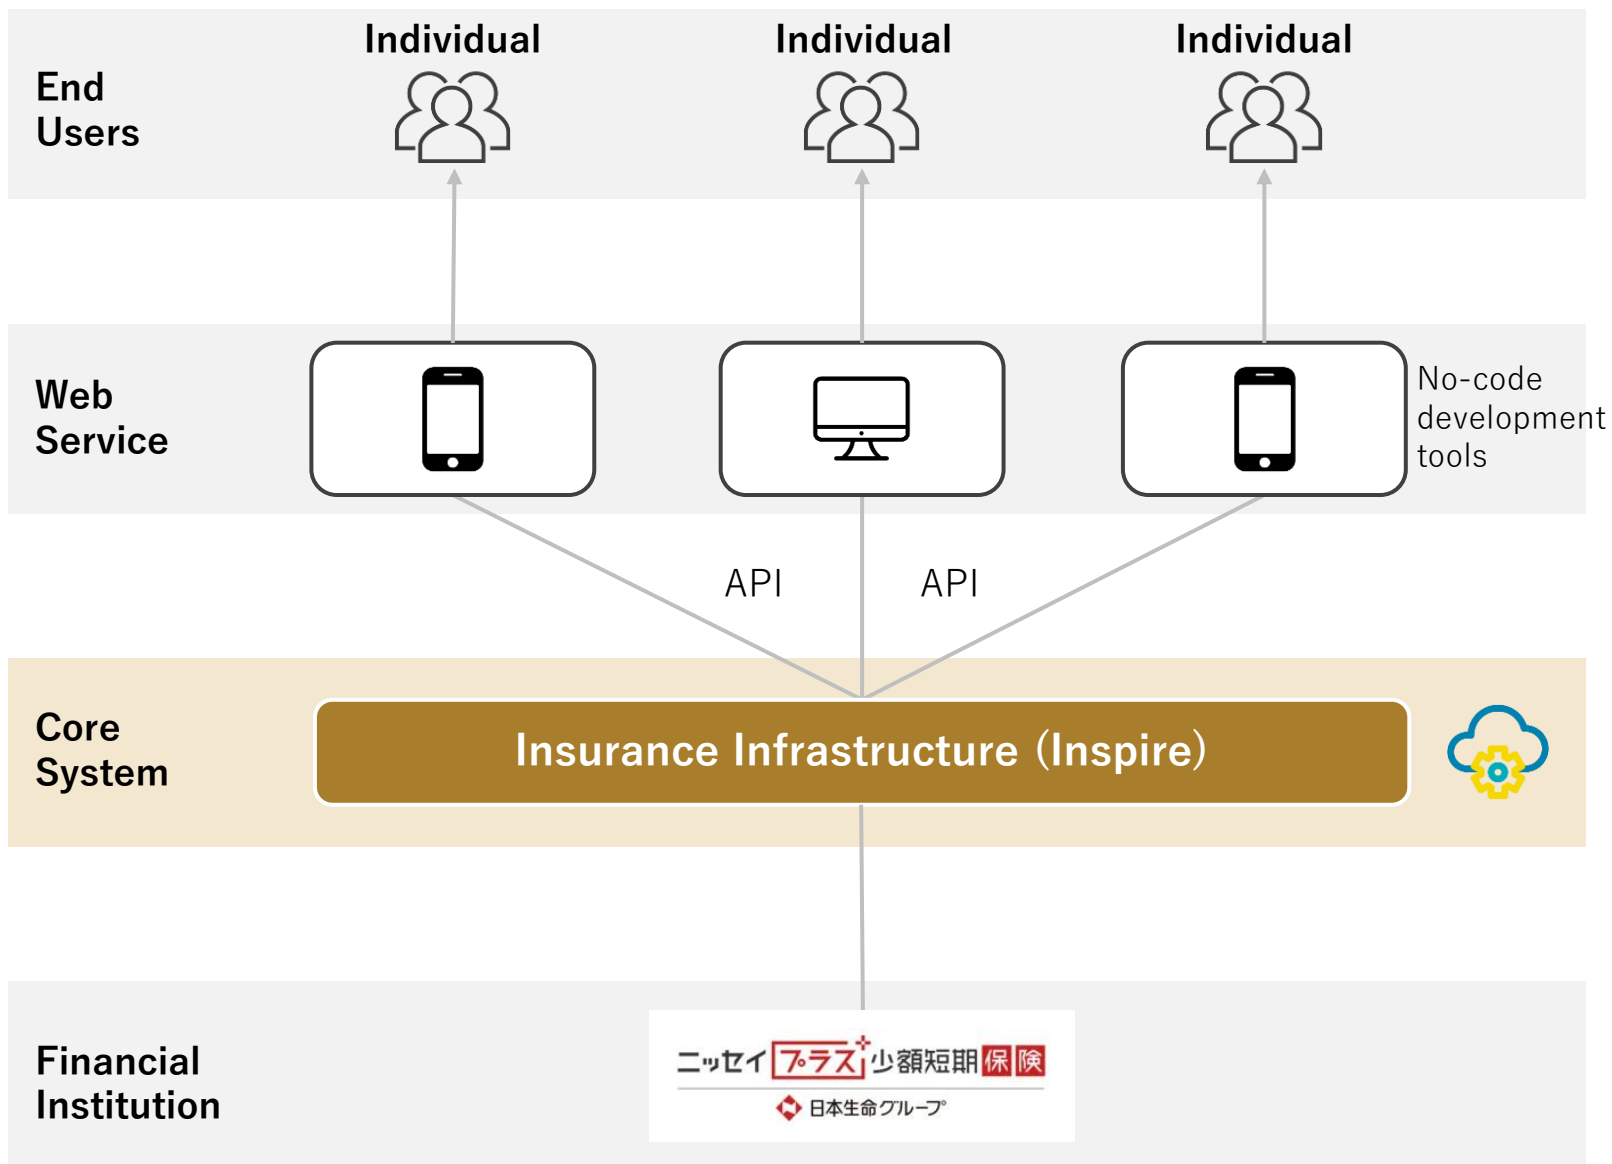 Individual
Individual
Individual
End
Users
Web
Service
No-code
development
tools
API
API
Core
System
Insurance Infrastructure (Inspire)
Financial
Institution
ニッセイプラス少額短期保険
日本生命グループ